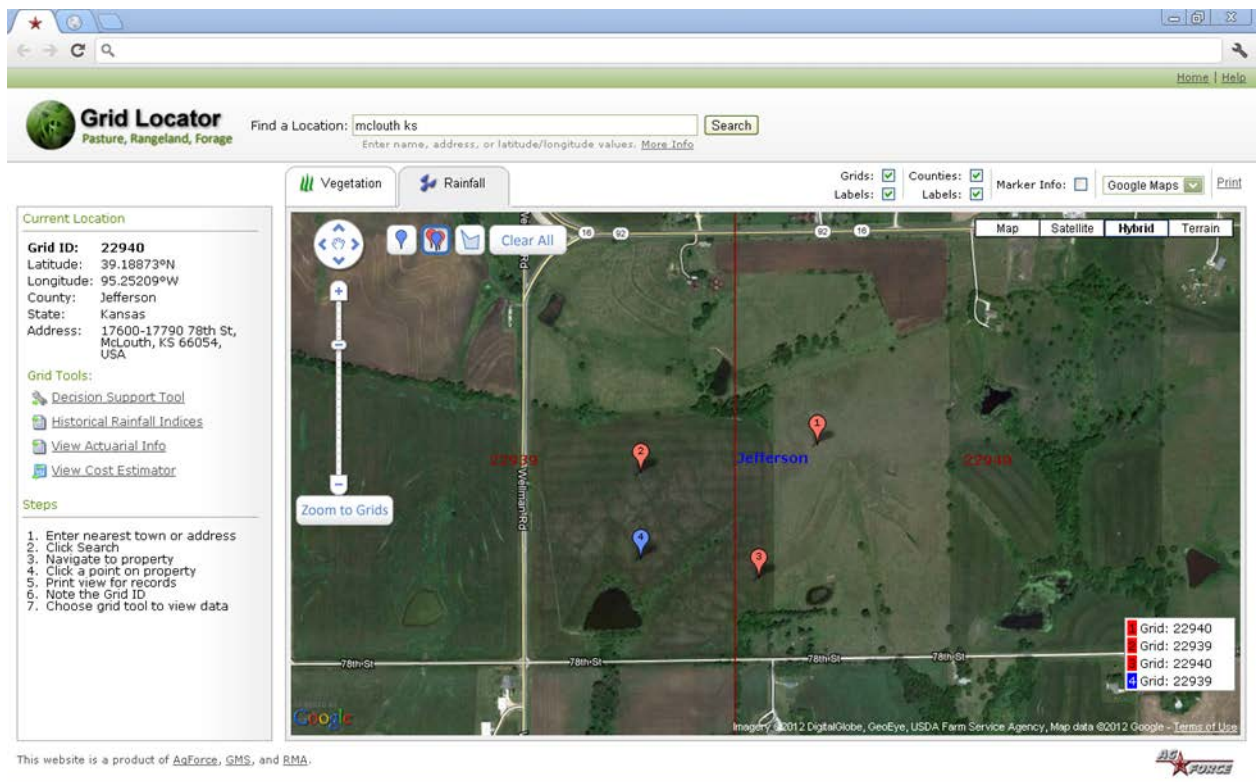 Home | Help
Grid Locator
Pasture, Rangeland, Forage
Find a Location: mclouth ks Search
Enter name, address, or latitude/longitude values. More Info
Vegetation
Rainfall
Grids:
Labels:
Counties:
Labels:
Marker Info:
Google Maps
Print
Current Location
Grid ID: 22940
Latitude: 39.18873°N
Longitude: 95.25209°W
County: Jefferson
State: Kansas
Address: 17600-17790 78th St,
McLouth, KS 66054,
USA
Grid Tools:
Decision Support Tool
Historical Rainfall Indices
View Actuarial Info
View Cost Estimator
Steps
1. Enter nearest town or address
2. Click Search
3. Navigate to property
4. Click a point on property
5. Print view for records
6. Note the Grid ID
7. Choose grid tool to view data
Clear All
16
92
92
16
Map
Satellite
Hybrid
Terrain
Zoom to Grids
1
2
22939
Jefferson
22940
Wellman Rd
4
3
1 Grid: 22940
2 Grid: 22939
3 Grid: 22940
4 Grid: 22939
78th St
78th St
78th St
78th St
Google
Imagery ©2012 DigitalGlobe, GeoEye, USDA Farm Service Agency, Map data ©2012 Google - Terms of Use
This website is a product of AgForce, GMS, and RMA.
AG FORCE